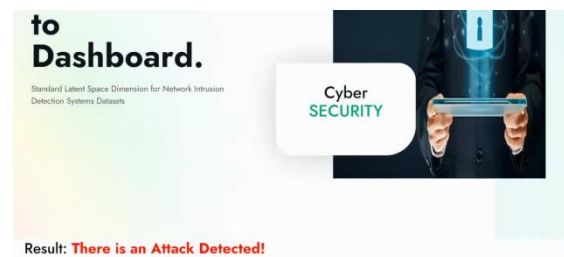 to
Dashboard.
Standard Latent Space Dimension for Network Intrusion
Detection Systems Datasets
Cyber
SECURITY
Result: There is an Attack Detected!